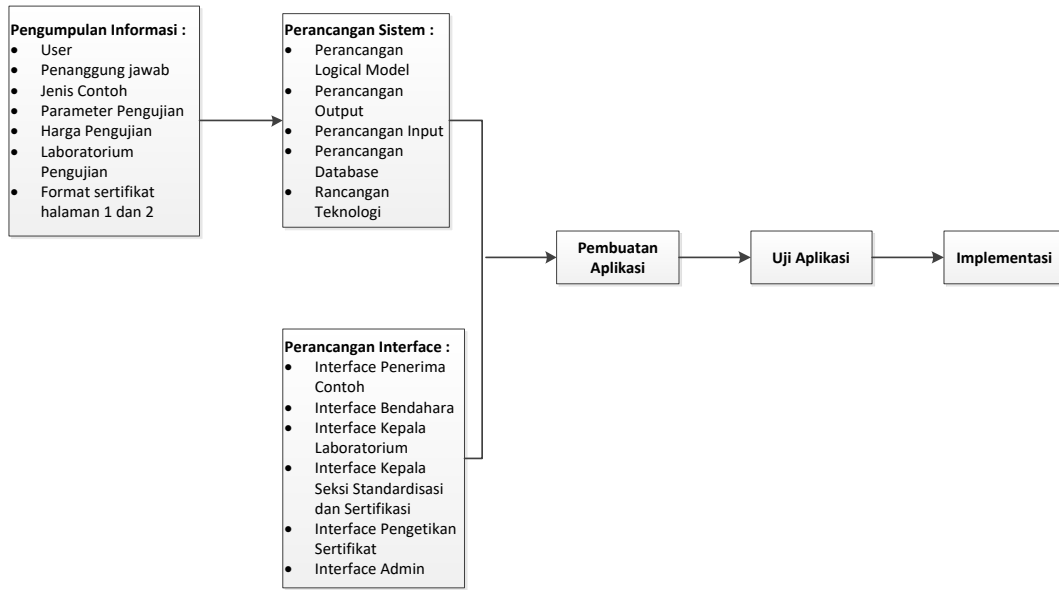 Pengumpulan Informasi :
• User
• Penanggung jawab
• Jenis Contoh
• Parameter Pengujian
• Harga Pengujian
• Laboratorium
Pengujian
• Format sertifikat
halaman 1 dan 2
Perancangan Sistem :
• Perancangan
Logical Model
• Perancangan
Output
• Perancangan Input
• Perancangan
Database
• Rancangan
Teknologi
Perancangan Interface :
• Interface Penerima
Contoh
• Interface Bendahara
• Interface Kepala
Laboratorium
• Interface Kepala
Seksi Standardisasi
dan Sertifikasi
• Interface Pengetikan
Sertifikat
• Interface Admin
Pembuatan
Aplikasi
Uji Aplikasi
Implementasi